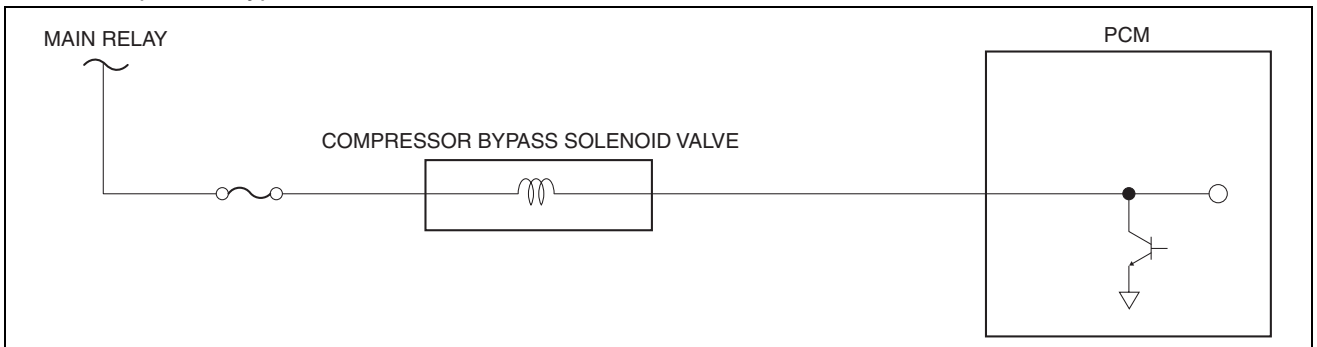 MAIN RELAY
PCM
COMPRESSOR BYPASS SOLENOID VALVE